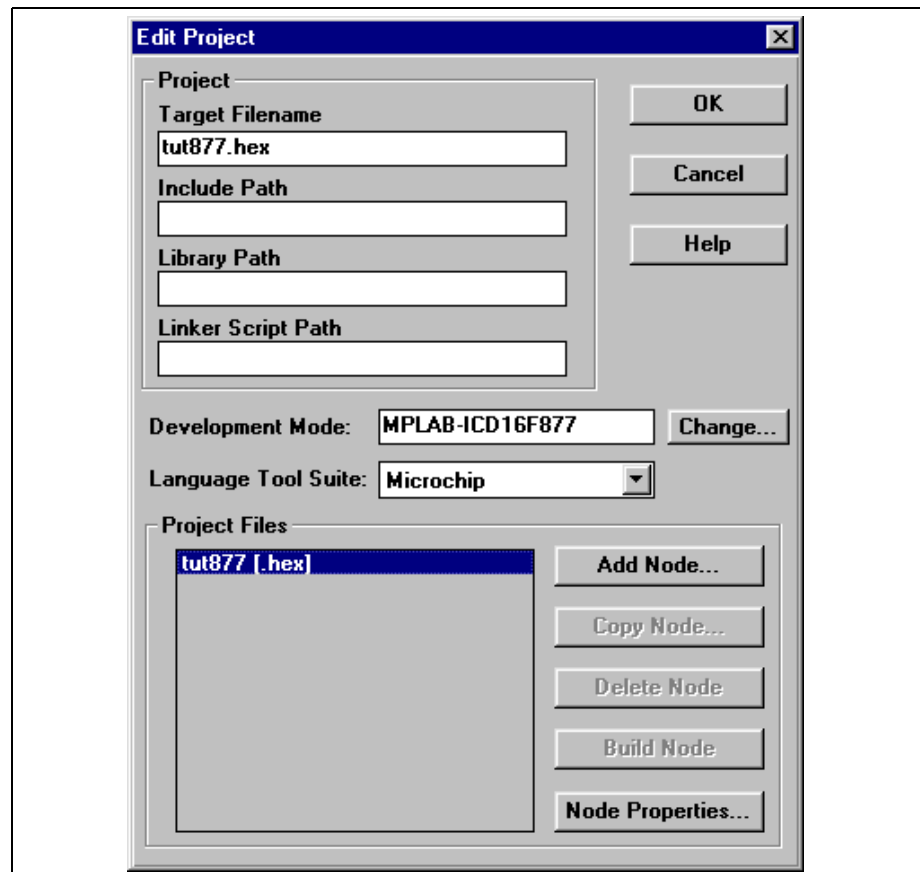 Edit Project
Project
Target Filename
tut877.hex
Include Path
Library Path
Linker Script Path
OK
Cancel
Help
Development Mode:
MPLAB-ICD16F877
Change...
Language Tool Suite:
Microchip
Project Files
tut877 [.hex]
Add Node...
Copy Node...
Delete Node
Build Node
Node Properties...